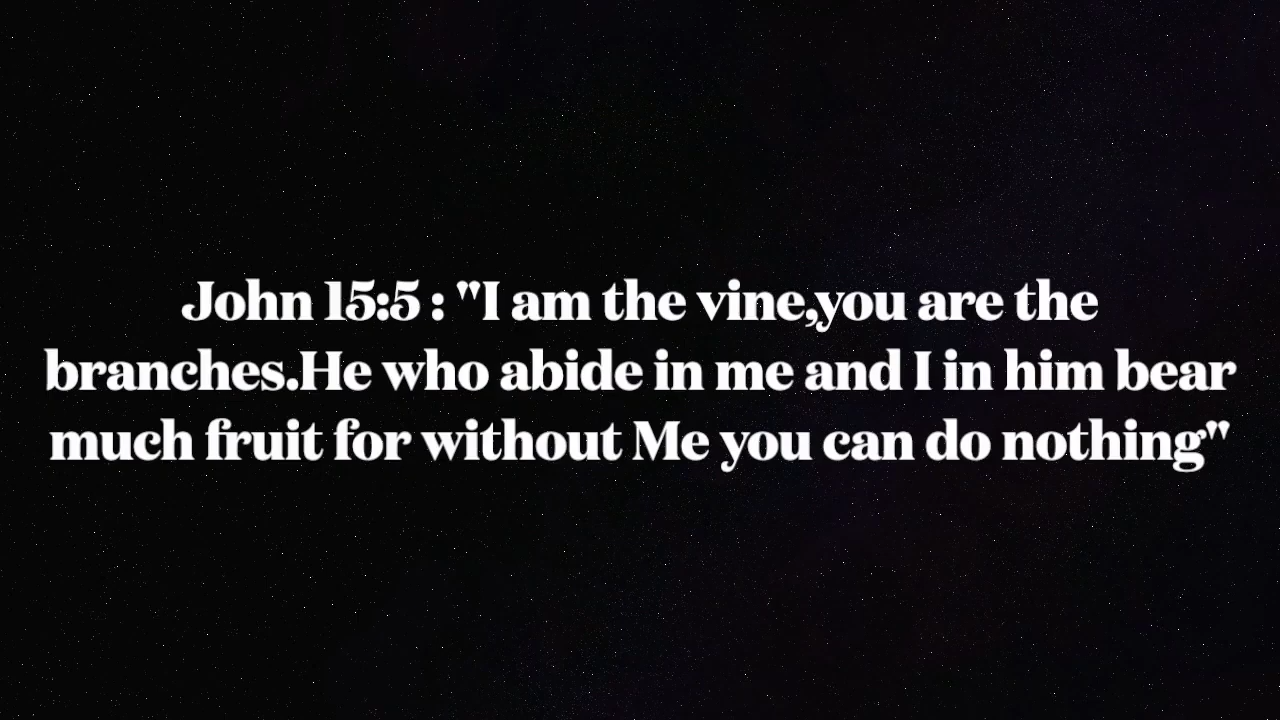 John 15:5 : "I am the vine,you are the
branches.He who abide in me and I in him bear
much fruit for without Me you can do nothing"